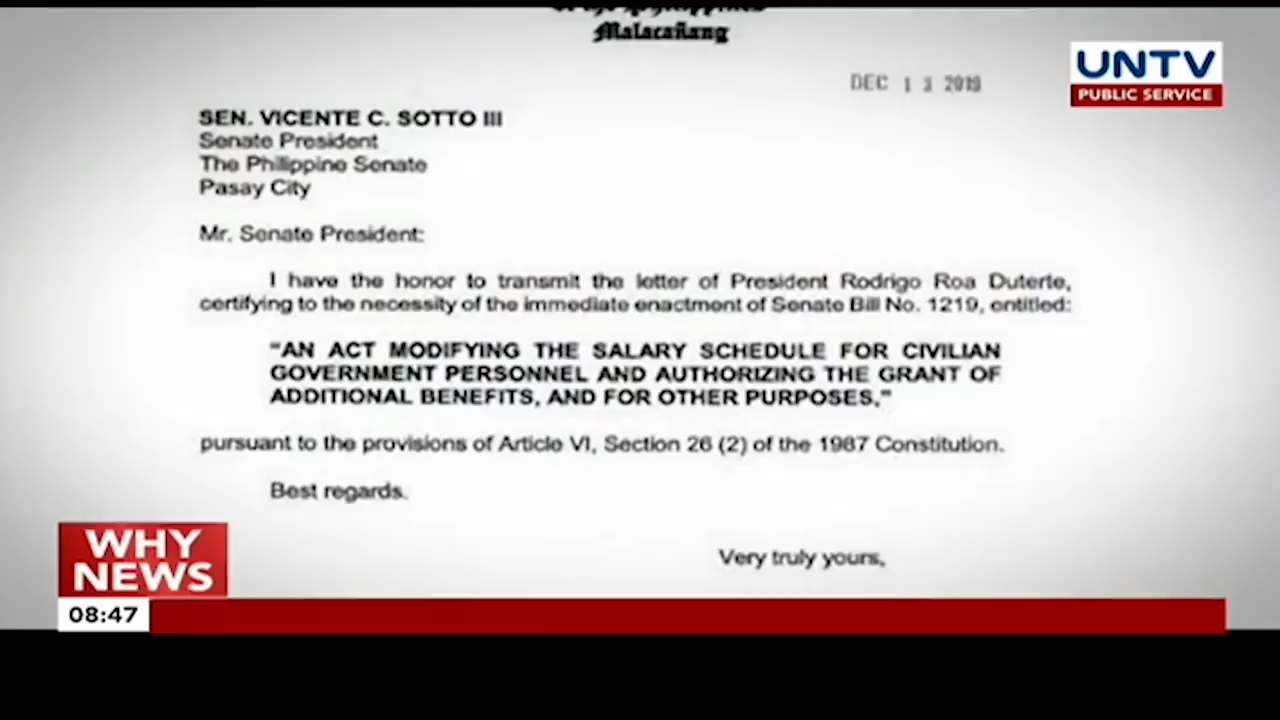 of the Philippines
Malacañang
DEC 13 2019
UNTV
PUBLIC SERVICE
SEN. VICENTE C. SOTTO III
Senate President
The Philippine Senate
Pasay City
Mr. Senate President:
I have the honor to transmit the letter of President Rodrigo Roa Duterte,
certifying to the necessity of the immediate enactment of Senate Bill No. 1219, entitled:
"AN ACT MODIFYING THE SALARY SCHEDULE FOR CIVILIAN
GOVERNMENT PERSONNEL AND AUTHORIZING THE GRANT OF
ADDITIONAL BENEFITS, AND FOR OTHER PURPOSES,"
pursuant to the provisions of Article VI, Section 26 (2) of the 1987 Constitution.
Best regards.
Very truly yours,
WHY
NEWS
08:47